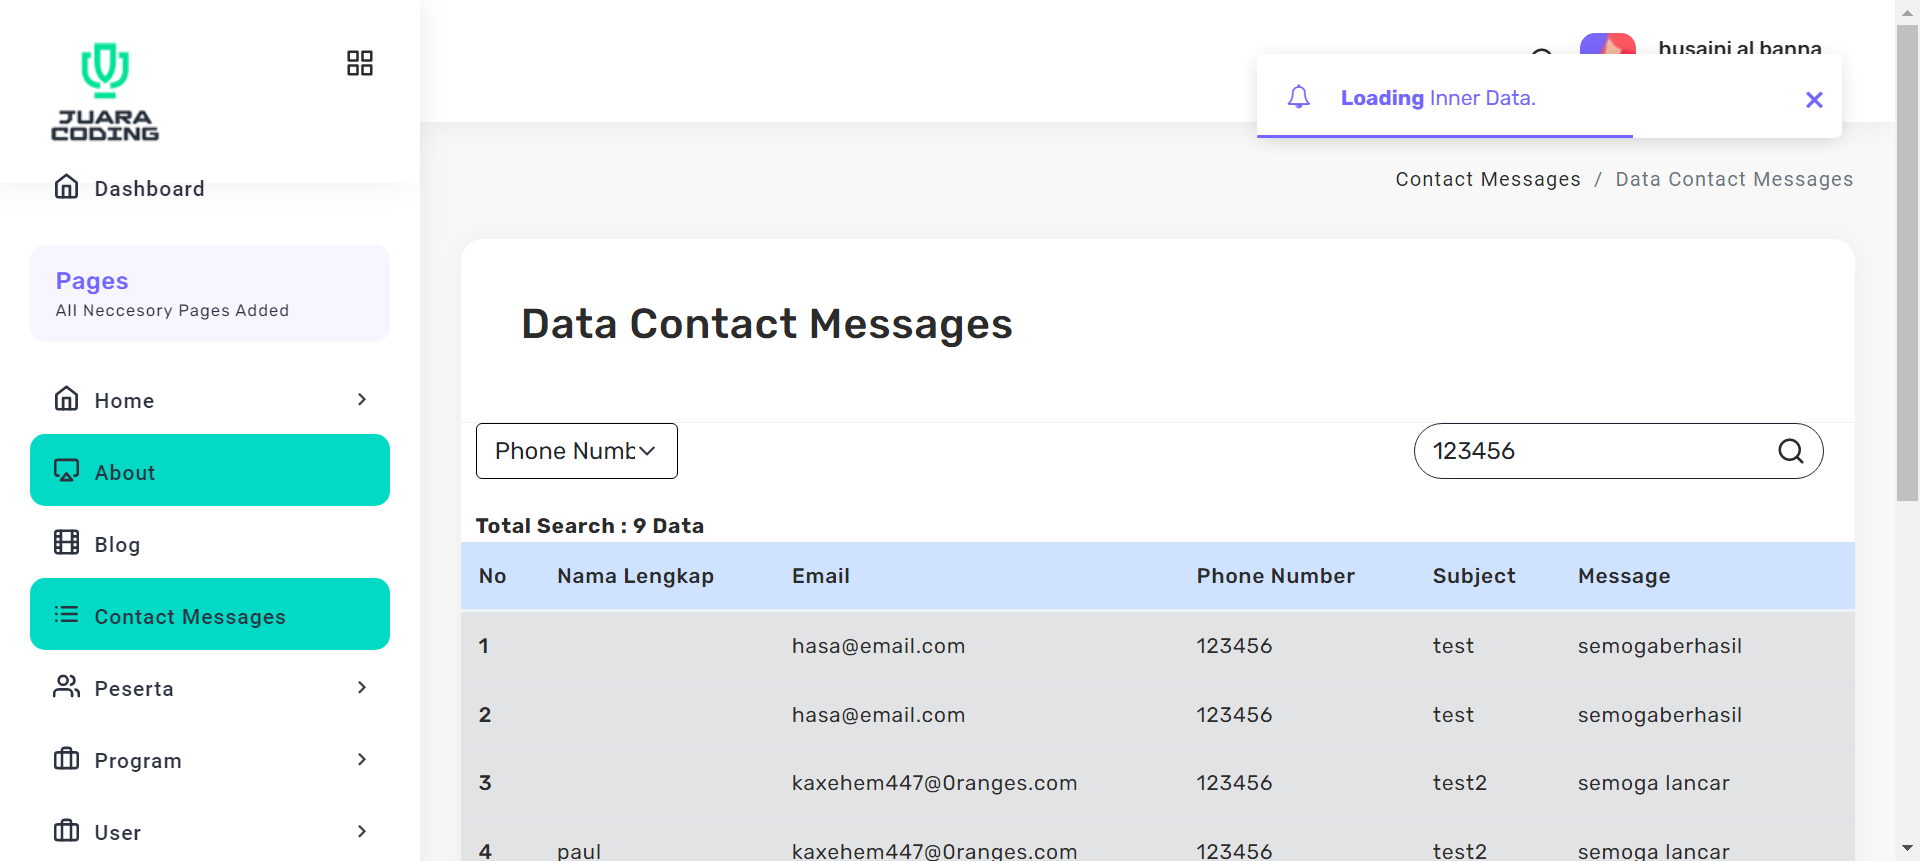 JUARA
CODING
husaini al banna
Loading Inner Data.
Contact Messages / Data Contact Messages
Dashboard
Pages
All Neccesory Pages Added
Home
About
Blog
Contact Messages
Peserta
Program
User
Data Contact Messages
Phone Numb
123456
Total Search : 9 Data
No Nama Lengkap Email Phone Number Subject Message
1 hasa@email.com 123456 test semogaberhasil
2 hasa@email.com 123456 test semogaberhasil
3 kaxehem447@0ranges.com 123456 test2 semoga lancar
4 paul kaxehem447@0ranges.com 123456 test2 semoga lancar